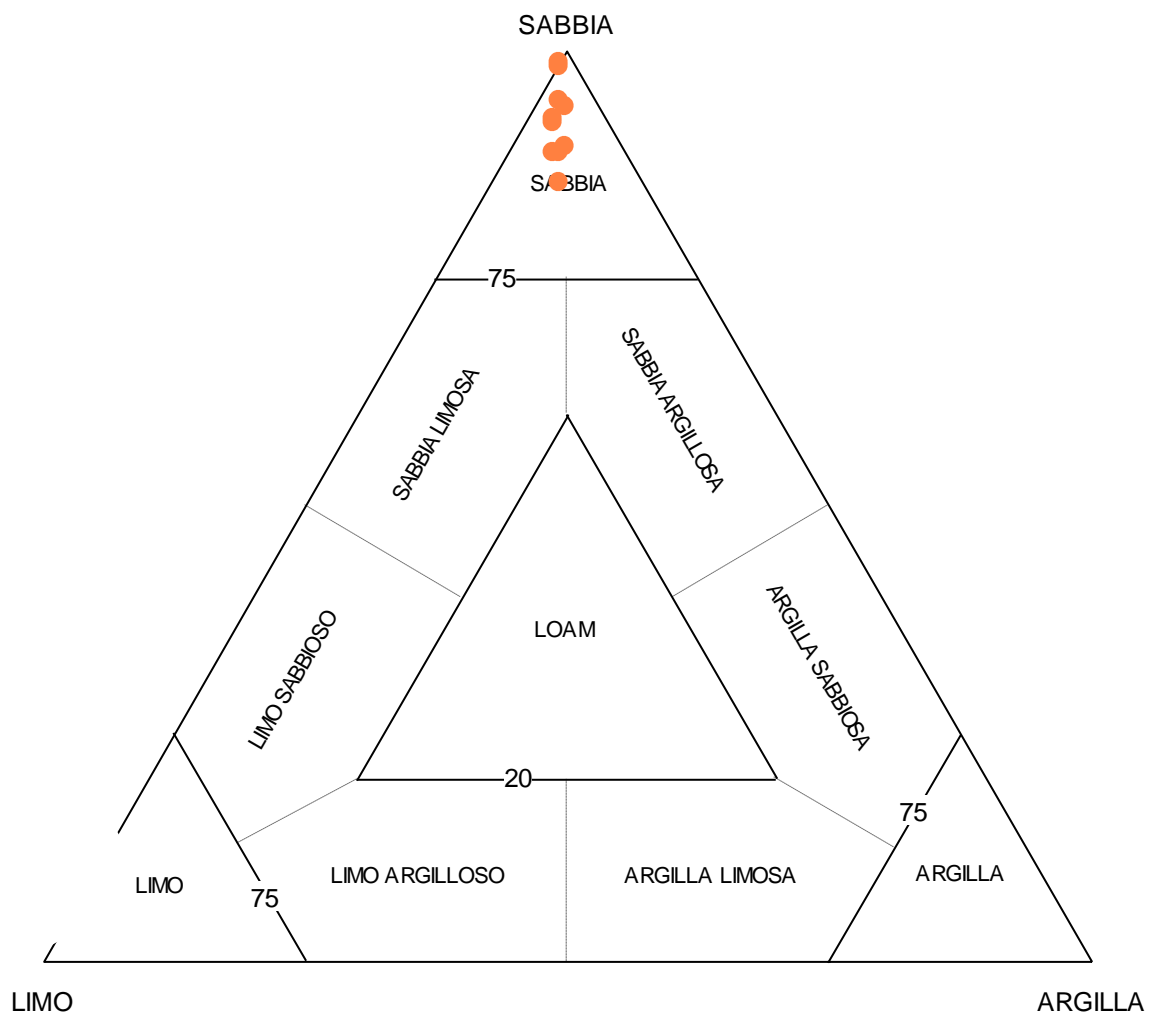 SABBIA
SABBIA
75
SABBIA ARGILLOSA
SABBIA LIMOSA
LOAM
ARGILLA SABBIOSA
LIMO SABBIOSO
20
75
LIMO ARGILLOSO
ARGILLA LIMOSA
ARGILLA
LIMO
75
LIMO
ARGILLA